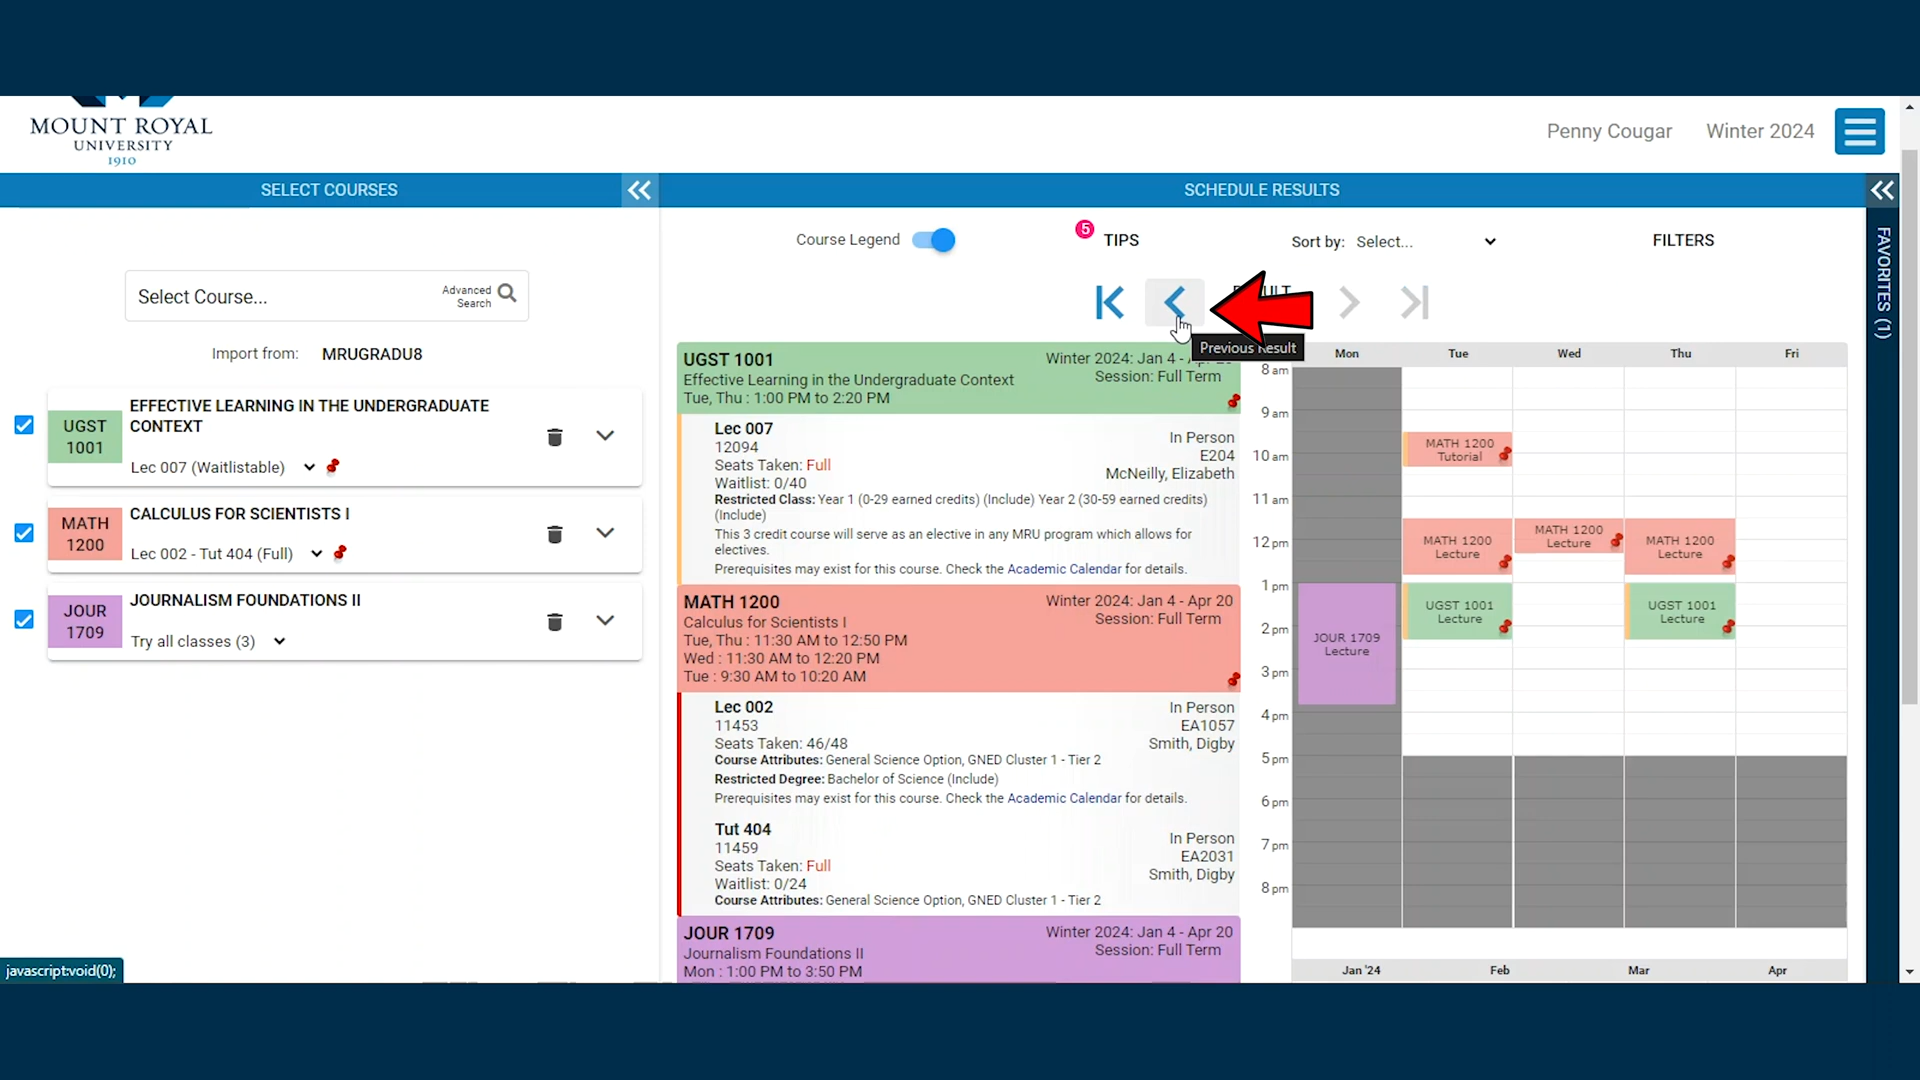 MOUNT ROYAL
UNIVERSITY
1910
Penny Cougar
Winter 2024
SELECT COURSES
SCHEDULE RESULTS
Select Course...
Advanced
Search
Import from: MRUGRADU8
UGST
1001
EFFECTIVE LEARNING IN THE UNDERGRADUATE
CONTEXT
Lec 007 (Waitlistable)
MATH
1200
CALCULUS FOR SCIENTISTS I
Lec 002 - Tut 404 (Full)
JOUR
1709
JOURNALISM FOUNDATIONS II
Try all classes (3)
javascript:void(0);
Course Legend
5
TIPS
Sort by: Select...
FILTERS
Previous Result
UGST 1001
Winter 2024: Jan 4 -
Effective Learning in the Undergraduate Context
Session: Full Term
Tue, Thu : 1:00 PM to 2:20 PM
Lec 007
12094
In Person
Seats Taken: Full
E204
Waitlist: 0/40
McNeilly, Elizabeth
Restricted Class: Year 1 (0-29 earned credits) (Include) Year 2 (30-59 earned credits)
(Include)
This 3 credit course will serve as an elective in any MRU program which allows for
electives.
Prerequisites may exist for this course. Check the Academic Calendar for details.
MATH 1200
Winter 2024: Jan 4 - Apr 20
Calculus for Scientists I
Session: Full Term
Tue, Thu : 11:30 AM to 12:50 PM
Wed : 11:30 AM to 12:20 PM
Tue : 9:30 AM to 10:20 AM
Lec 002
In Person
11453
EA1057
Seats Taken: 46/48
Smith, Digby
Course Attributes: General Science Option, GNED Cluster 1 - Tier 2
Restricted Degree: Bachelor of Science (Include)
Prerequisites may exist for this course. Check the Academic Calendar for details.
Tut 404
In Person
11459
EA2031
Seats Taken: Full
Smith, Digby
Waitlist: 0/24
Course Attributes: General Science Option, GNED Cluster 1 - Tier 2
JOUR 1709
Winter 2024: Jan 4 - Apr 20
Journalism Foundations II
Session: Full Term
Mon : 1:00 PM to 3:50 PM
Mon Tue Wed Thu Fri
8 am
9 am
10 am
11 am
12 pm
1 pm
2 pm
3 pm
4 pm
5 pm
6 pm
7 pm
8 pm
MATH 1200
Tutorial
MATH 1200
Lecture
MATH 1200
Lecture
MATH 1200
Lecture
JOUR 1709
Lecture
UGST 1001
Lecture
UGST 1001
Lecture
Jan '24 Feb Mar Apr
FAVORITES (1)